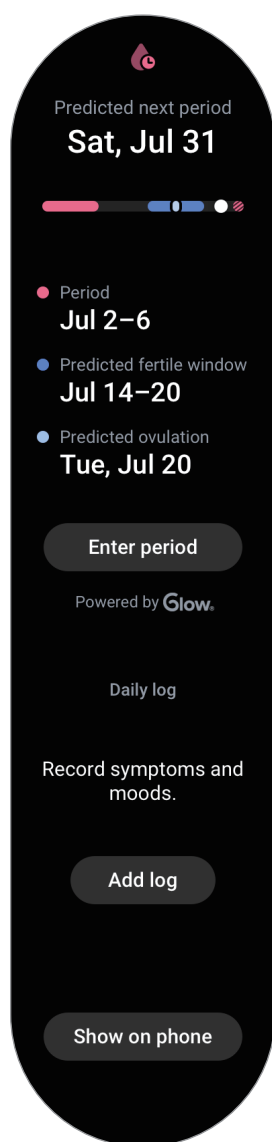 Predicted next period
Sat, Jul 31
Period
Jul 2–6
Predicted fertile window
Jul 14–20
Predicted ovulation
Tue, Jul 20
Enter period
Powered by Glow.
Daily log
Record symptoms and
moods.
Add log
Show on phone